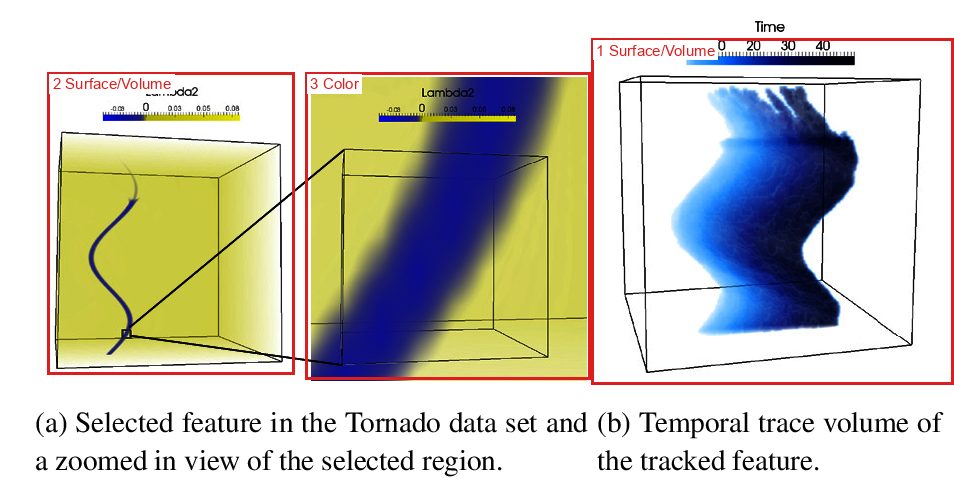 Time
1 Surface/Volume
0 20 30 40
2 Surface/Volume
3 Color
Lambda2
Lambda2
-0.03 0 0.03 0.05 0.08
-0.03 0 0.03 0.05 0.08
(a) Selected feature in the Tornado data set and
a zoomed in view of the selected region.
(b) Temporal trace volume of
the tracked feature.